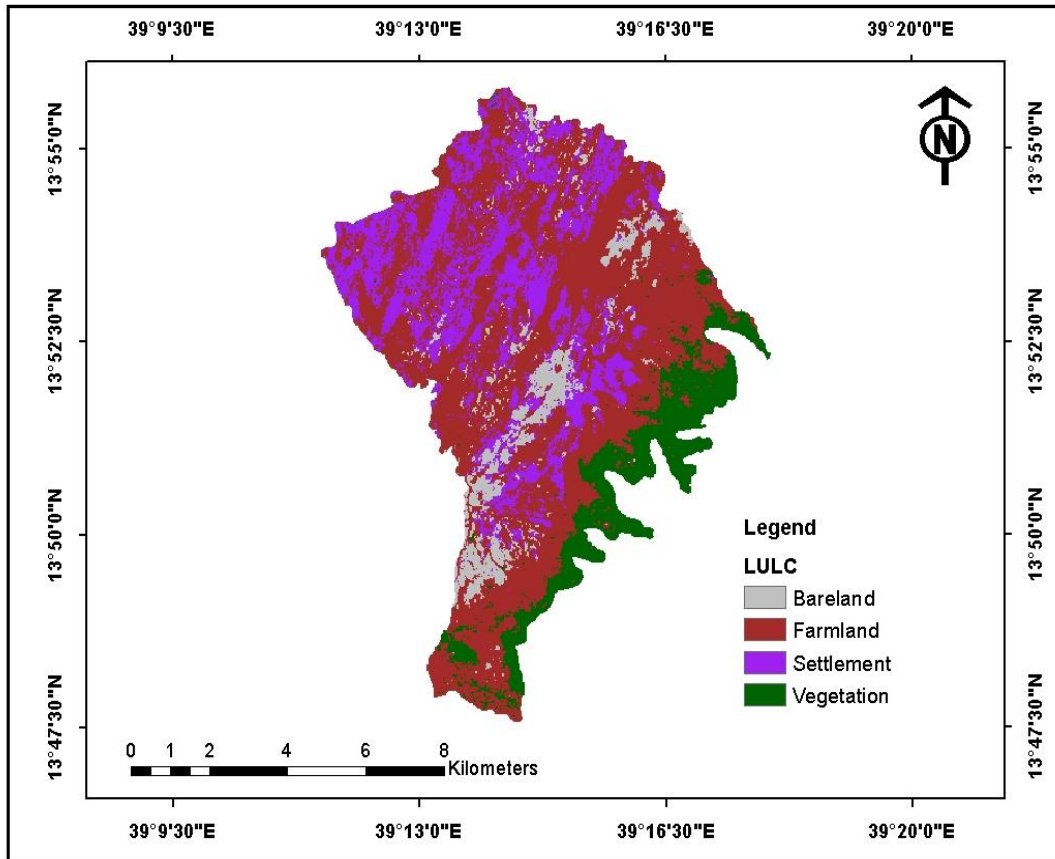 39°9'30"E 39°13'0"E 39°16'30"E 39°20'0"E
13°55'0"N
13°55'0"N
N
13°52'30"N
13°52'30"N
13°50'0"N
13°50'0"N
Legend
LULC
Bareland
Farmland
Settlement
Vegetation
13°47'30"N
13°47'30"N
0 1 2 4 6 8
Kilometers
39°9'30"E 39°13'0"E 39°16'30"E 39°20'0"E